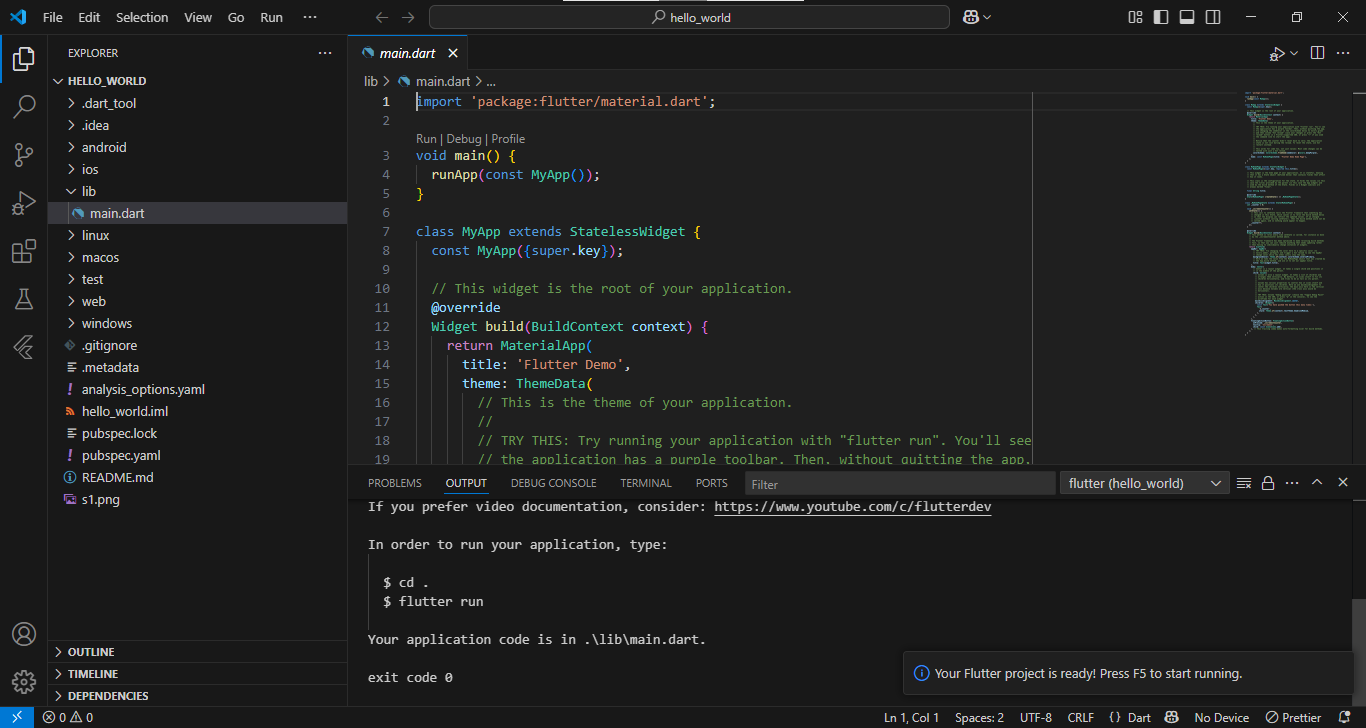 File Edit Selection View Go Run ···
hello_world
EXPLORER
HELLO_WORLD
.dart_tool
.idea
android
ios
lib
main.dart
linux
macos
test
web
windows
.gitignore
.metadata
analysis_options.yaml
hello_world.iml
pubspec.lock
pubspec.yaml
README.md
s1.png
OUTLINE
TIMELINE
DEPENDENCIES
main.dart
lib > main.dart > ...
1 import 'package:flutter/material.dart';
2
Run | Debug | Profile
3 void main() {
4 runApp(const MyApp());
5 }
6
7 class MyApp extends StatelessWidget {
8 const MyApp({super.key});
9
10 // This widget is the root of your application.
11 @override
12 Widget build(BuildContext context) {
13 return MaterialApp(
14 title: 'Flutter Demo',
15 theme: ThemeData(
16 // This is the theme of your application.
17 //
18 // TRY THIS: Try running your application with "flutter run". You'll see
19 // the application has a purple toolbar. Then, without quitting the app,
PROBLEMS OUTPUT DEBUG CONSOLE TERMINAL PORTS Filter flutter (hello_world)
If you prefer video documentation, consider: https://www.youtube.com/c/flutterdev
In order to run your application, type:
$ cd .
$ flutter run
Your application code is in .\lib\main.dart.
exit code 0
Your Flutter project is ready! Press F5 to start running.
0 0 Ln 1, Col 1 Spaces: 2 UTF-8 CRLF {} Dart No Device Prettier